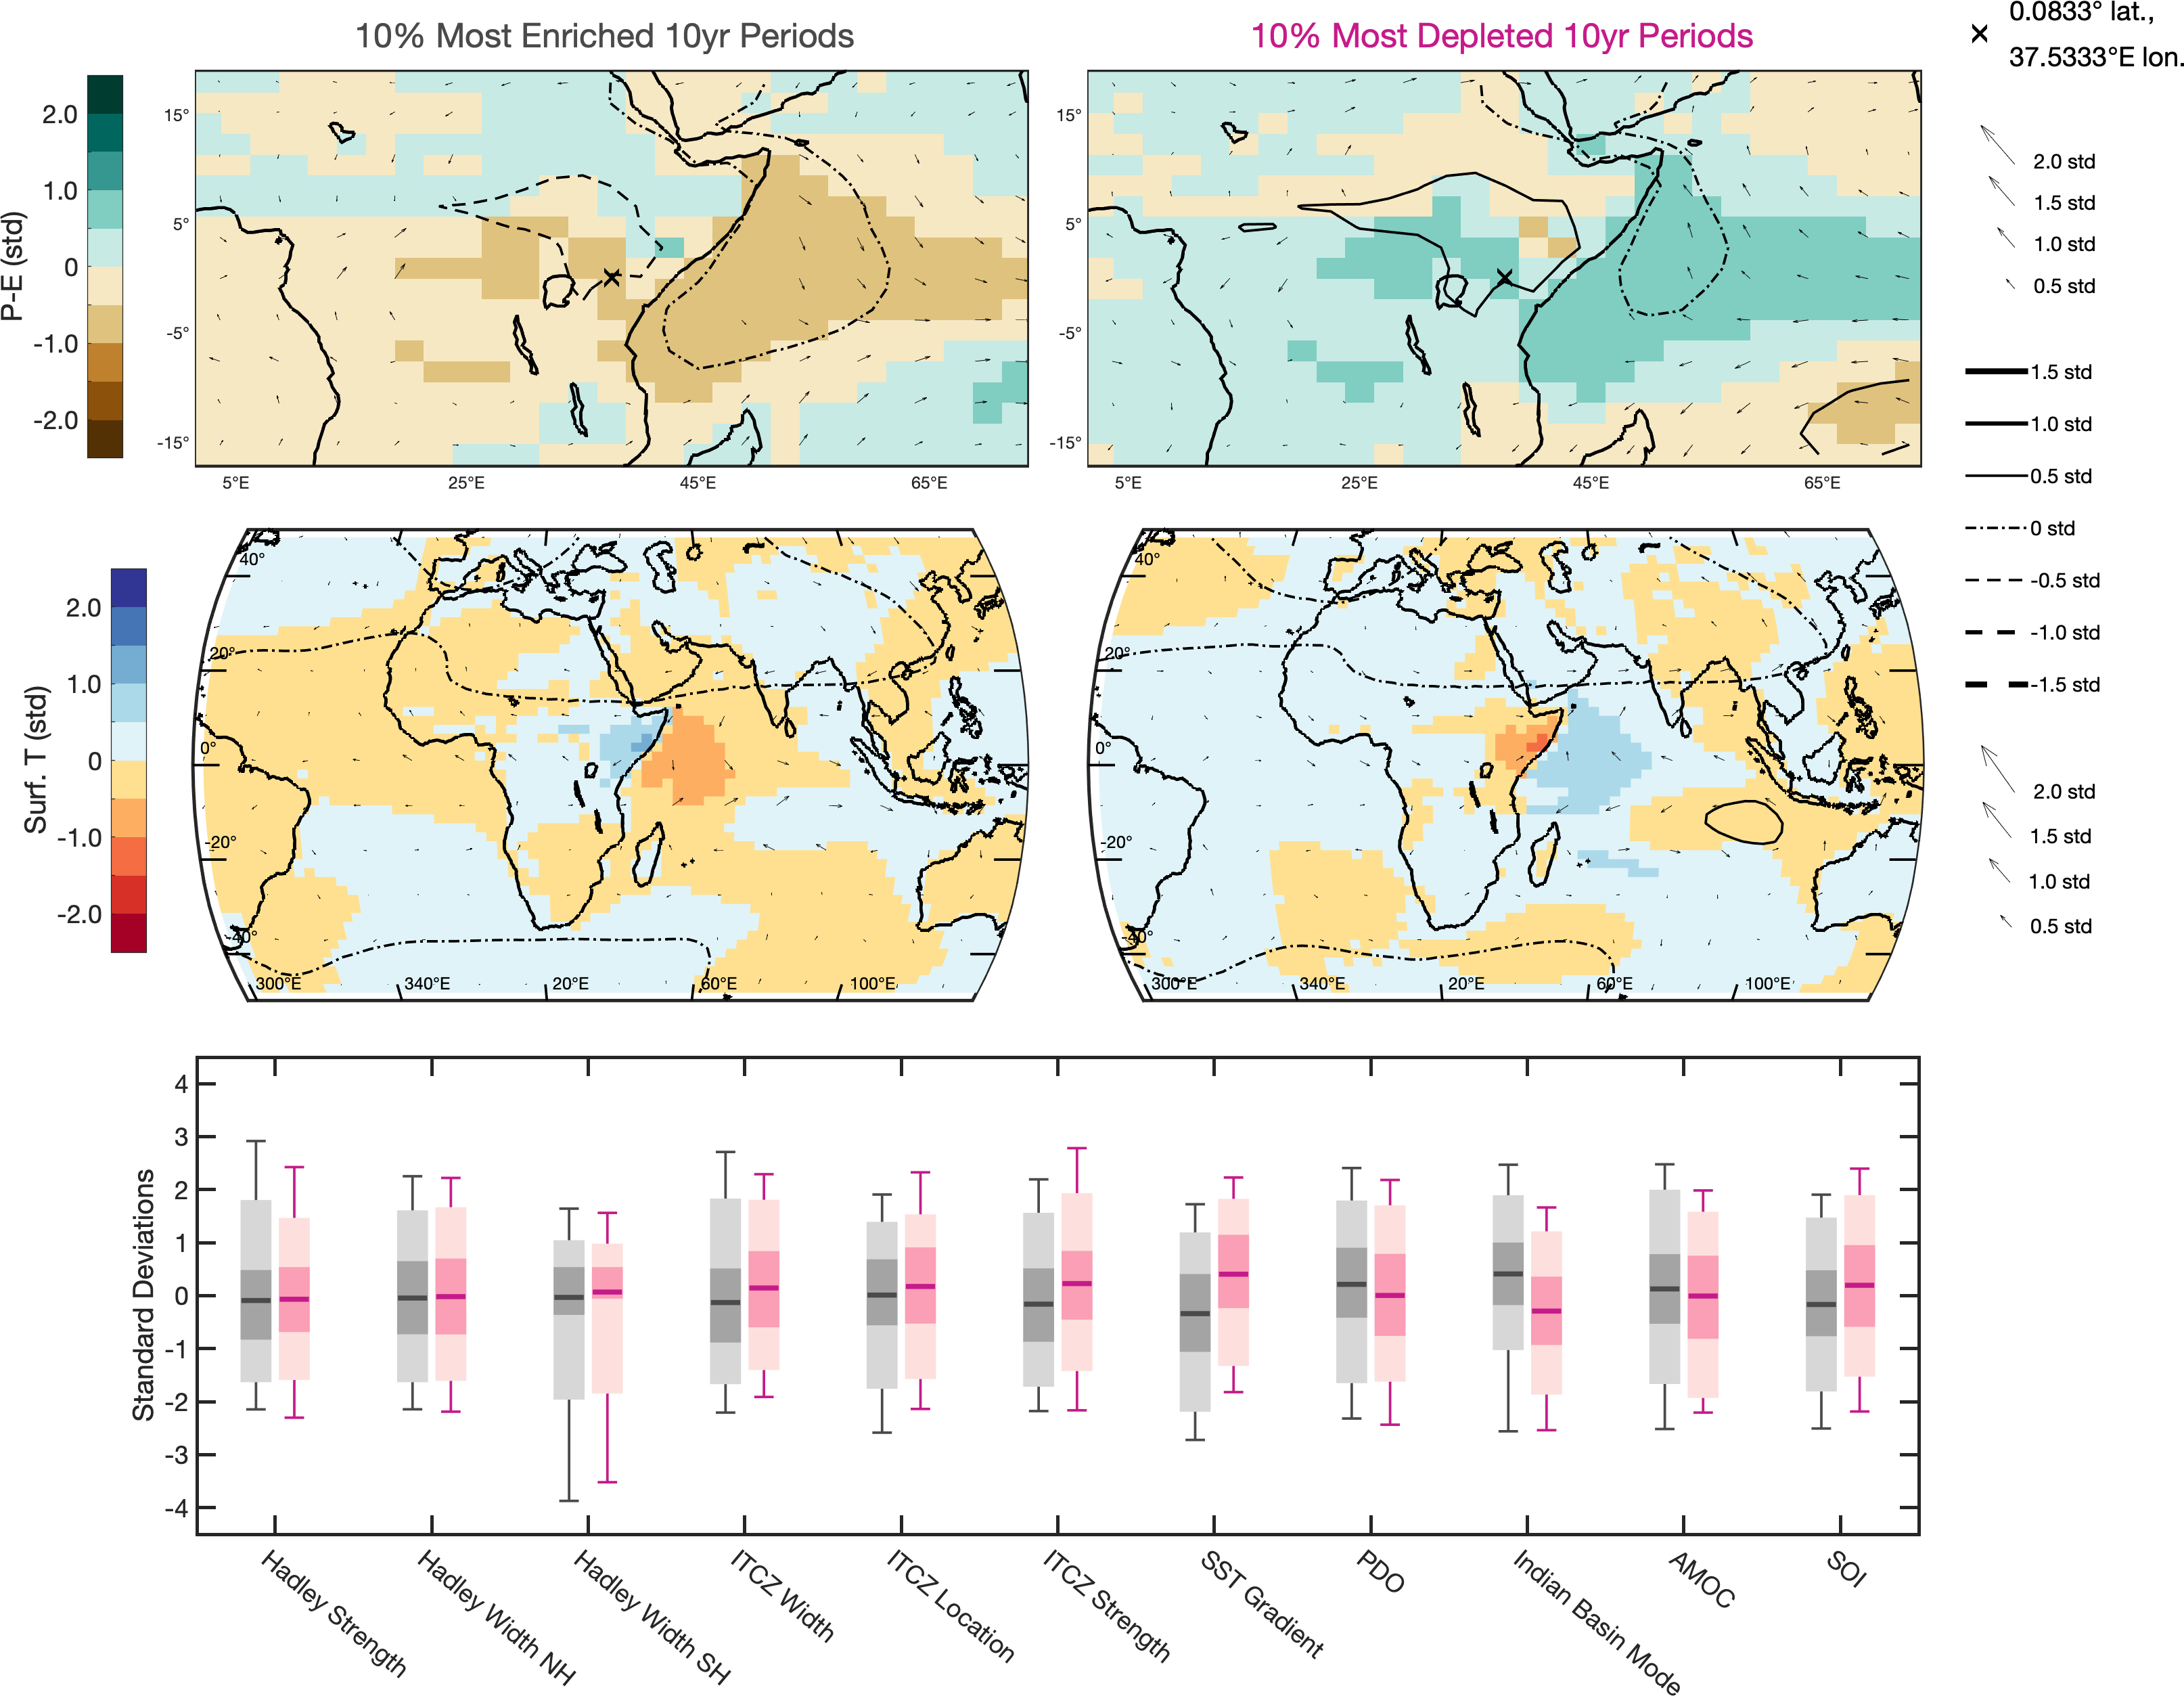 10% Most Enriched 10yr Periods
10% Most Depleted 10yr Periods
0.0833° lat.,
37.5333°E lon.
P-E (std)
2.0
1.0
0
-1.0
-2.0
15°
5°
-5°
-15°
5°E
25°E
45°E
65°E
15°
5°
-5°
-15°
5°E
25°E
45°E
65°E
2.0 std
1.5 std
1.0 std
0.5 std
1.5 std
1.0 std
0.5 std
0 std
-0.5 std
-1.0 std
-1.5 std
Surf. T (std)
2.0
1.0
0
-1.0
-2.0
40°
20°
0°
-20°
-40°
300°E
340°E
20°E
60°E
100°E
40°
20°
0°
-20°
-40°
300°E
340°E
20°E
60°E
100°E
2.0 std
1.5 std
1.0 std
0.5 std
Standard Deviations
4
3
2
1
0
-1
-2
-3
-4
Hadley Strength
Hadley Width NH
Hadley Width SH
ITCZ Width
ITCZ Location
ITCZ Strength
SST Gradient
PDO
Indian Basin Mode
AMOC
SOI